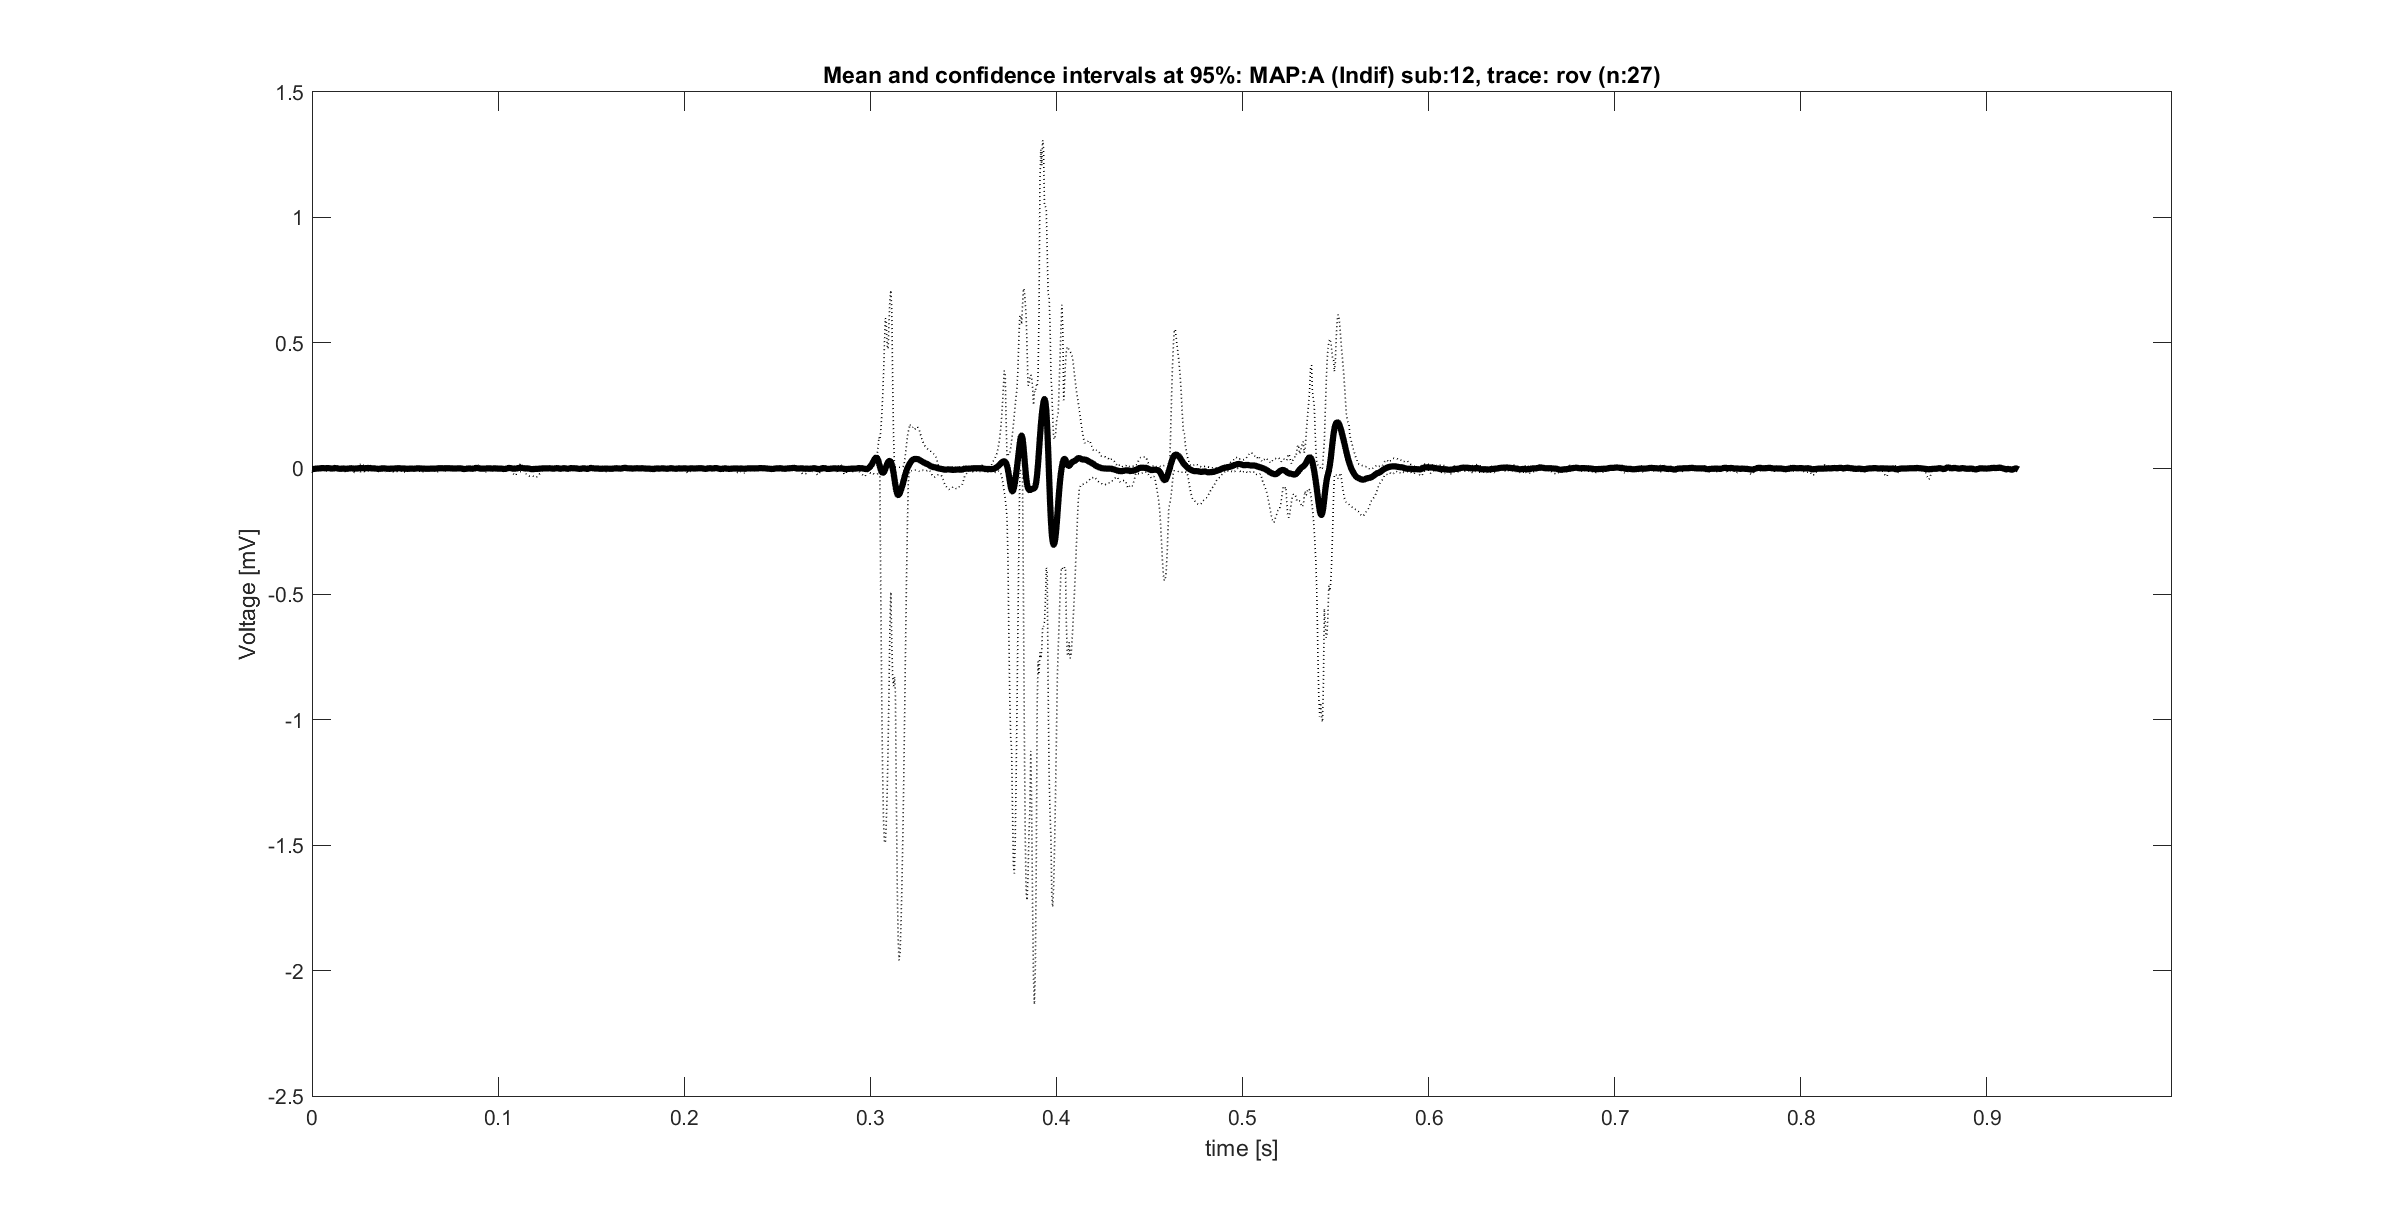 Mean and confidence intervals at 95%: MAP:A (Indif) sub:12, trace: rov (n:27)
1.5
1
0.5
0
-0.5
-1
-1.5
-2
-2.5
Voltage [mV]
0 0.1 0.2 0.3 0.4 0.5 0.6 0.7 0.8 0.9
time [s]